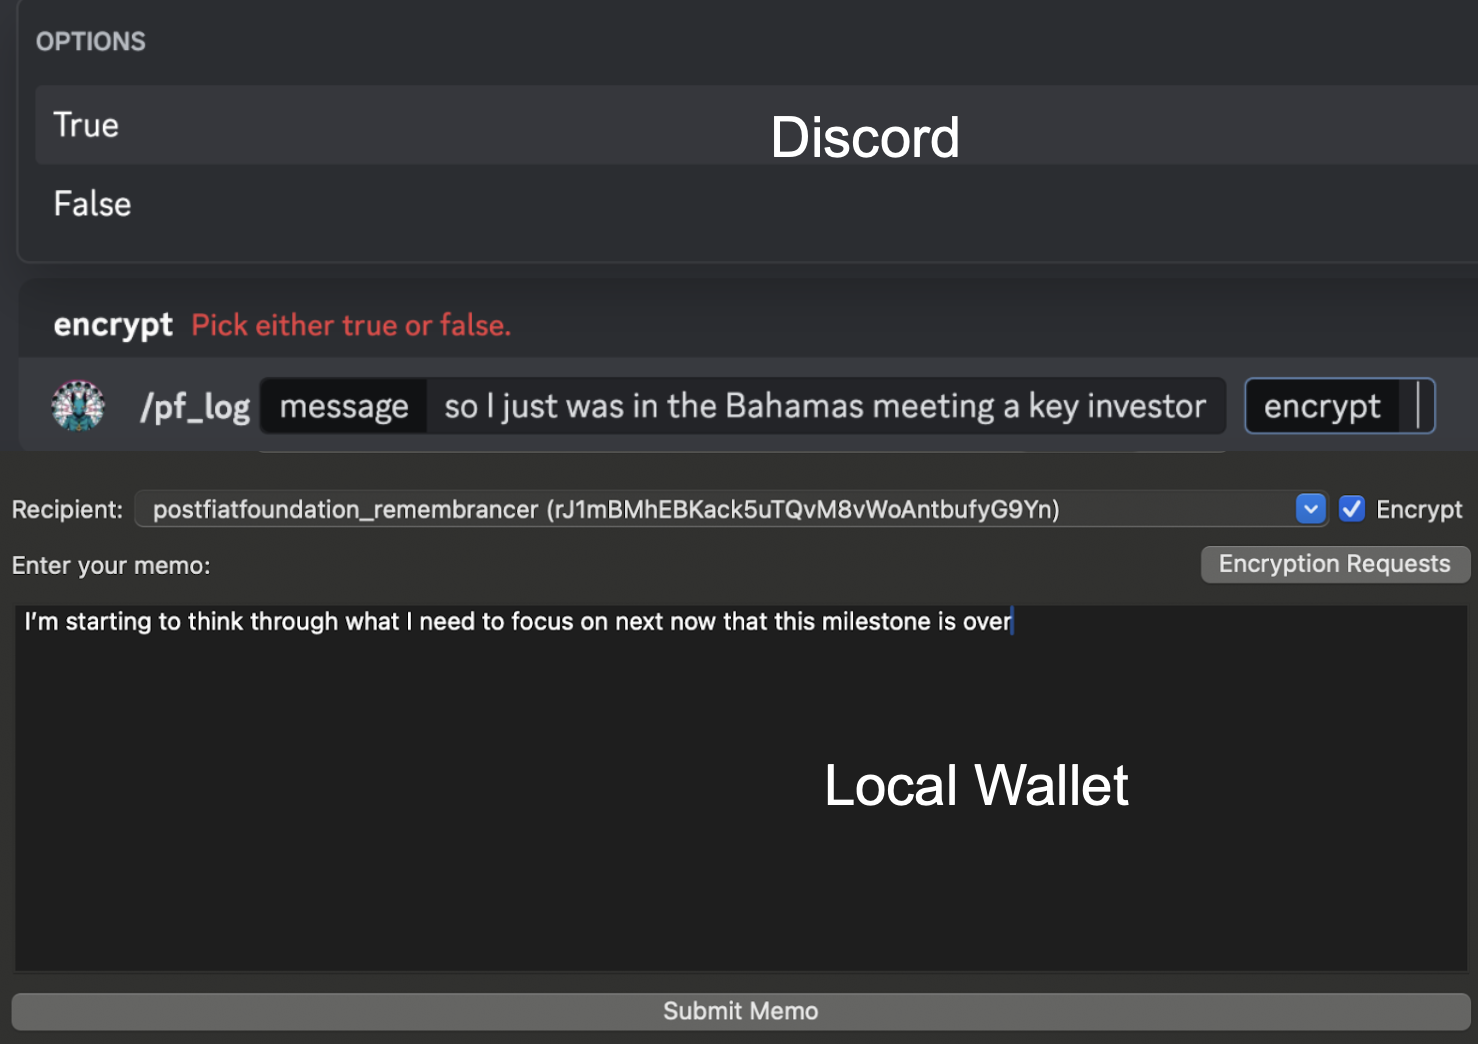 OPTIONS
True
Discord
False
encrypt Pick either true or false.
/pf_log message so I just was in the Bahamas meeting a key investor encrypt
Recipient: postfiatfoundation_remembrancer (rJ1mBMhEBKack5uTQvM8vWoAntbufyG9Yn) Encrypt
Enter your memo: Encryption Requests
I’m starting to think through what I need to focus on next now that this milestone is over
Local Wallet
Submit Memo